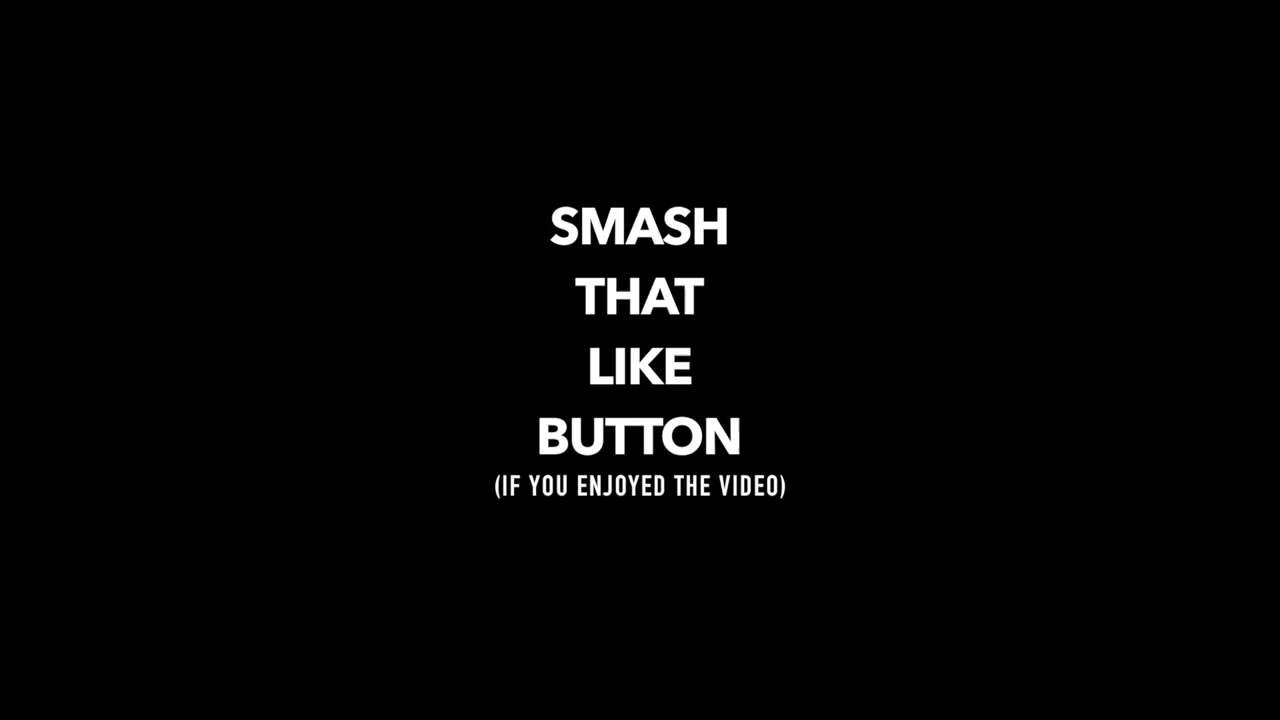 SMASH
THAT
LIKE
BUTTON
(IF YOU ENJOYED THE VIDEO)